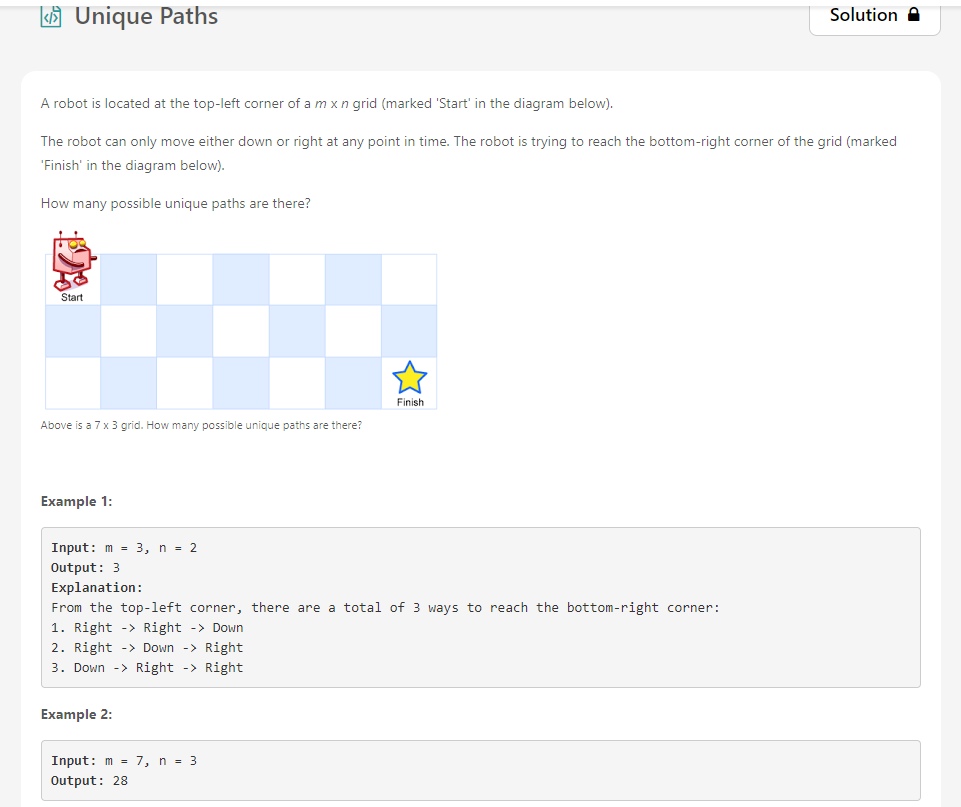 Unique Paths
Solution
A robot is located at the top-left corner of a m x n grid (marked 'Start' in the diagram below).
The robot can only move either down or right at any point in time. The robot is trying to reach the bottom-right corner of the grid (marked
'Finish' in the diagram below).
How many possible unique paths are there?
Start
Finish
Above is a 7 x 3 grid. How many possible unique paths are there?
Example 1:
Input: m = 3, n = 2
Output: 3
Explanation:
From the top-left corner, there are a total of 3 ways to reach the bottom-right corner:
1. Right -> Right -> Down
2. Right -> Down -> Right
3. Down -> Right -> Right
Example 2:
Input: m = 7, n = 3
Output: 28